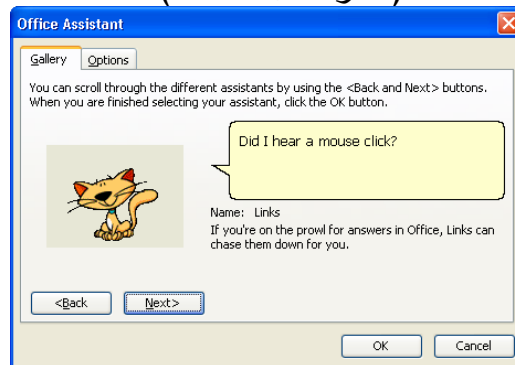 Office Assistant
Gallery Options
You can scroll through the different assistants by using the <Back and Next> buttons.
When you are finished selecting your assistant, click the OK button.
Did I hear a mouse click?
Name: Links
If you're on the prowl for answers in Office, Links can
chase them down for you.
<Back Next>
OK Cancel